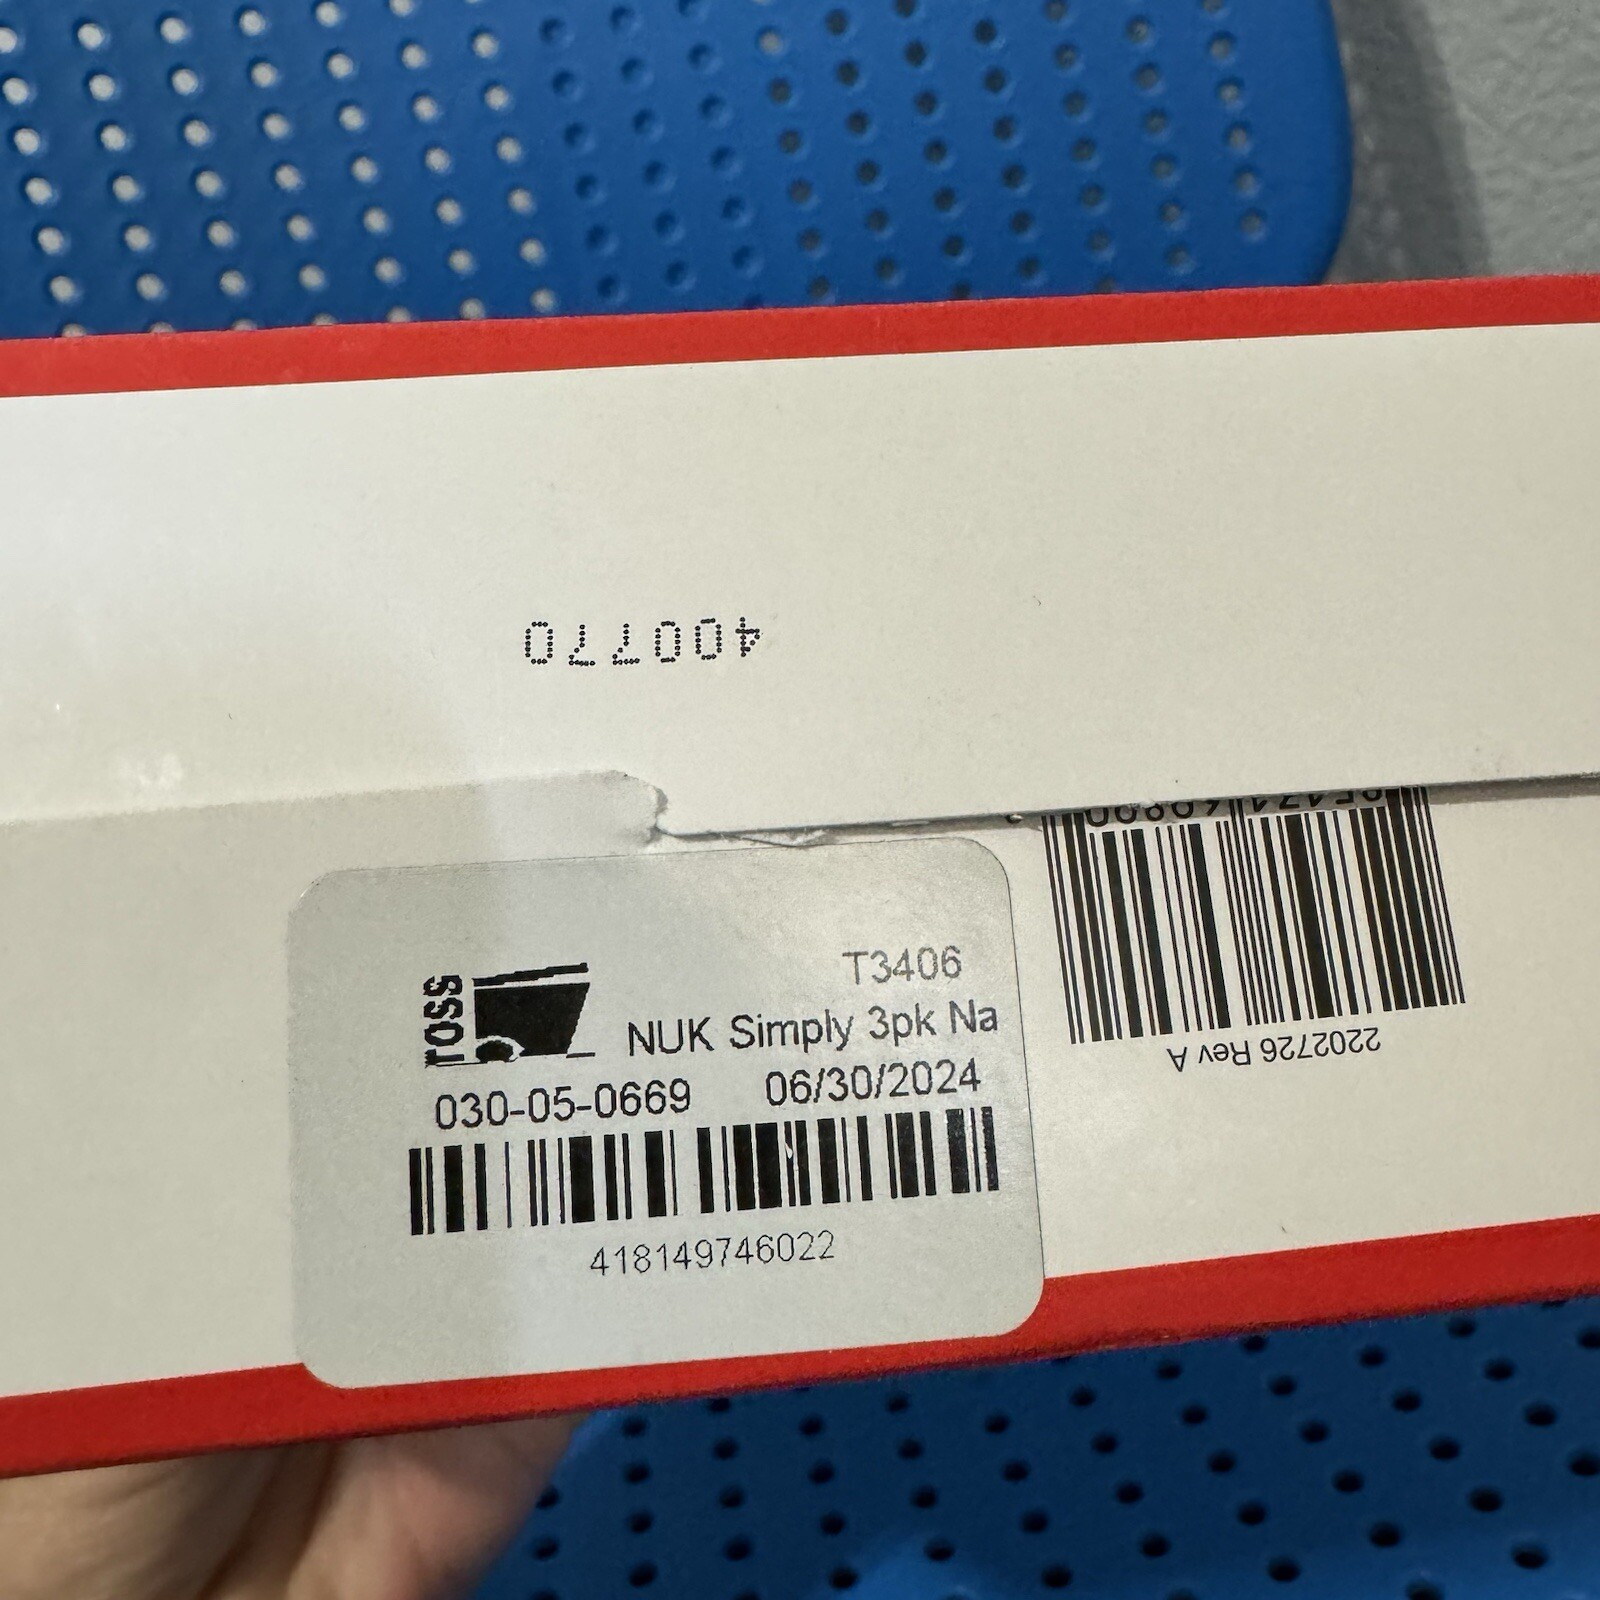 400770
ross
T3406
NUK Simply 3pk Na
030-05-0669 06/30/2024
418149746022
2202726 Rev A